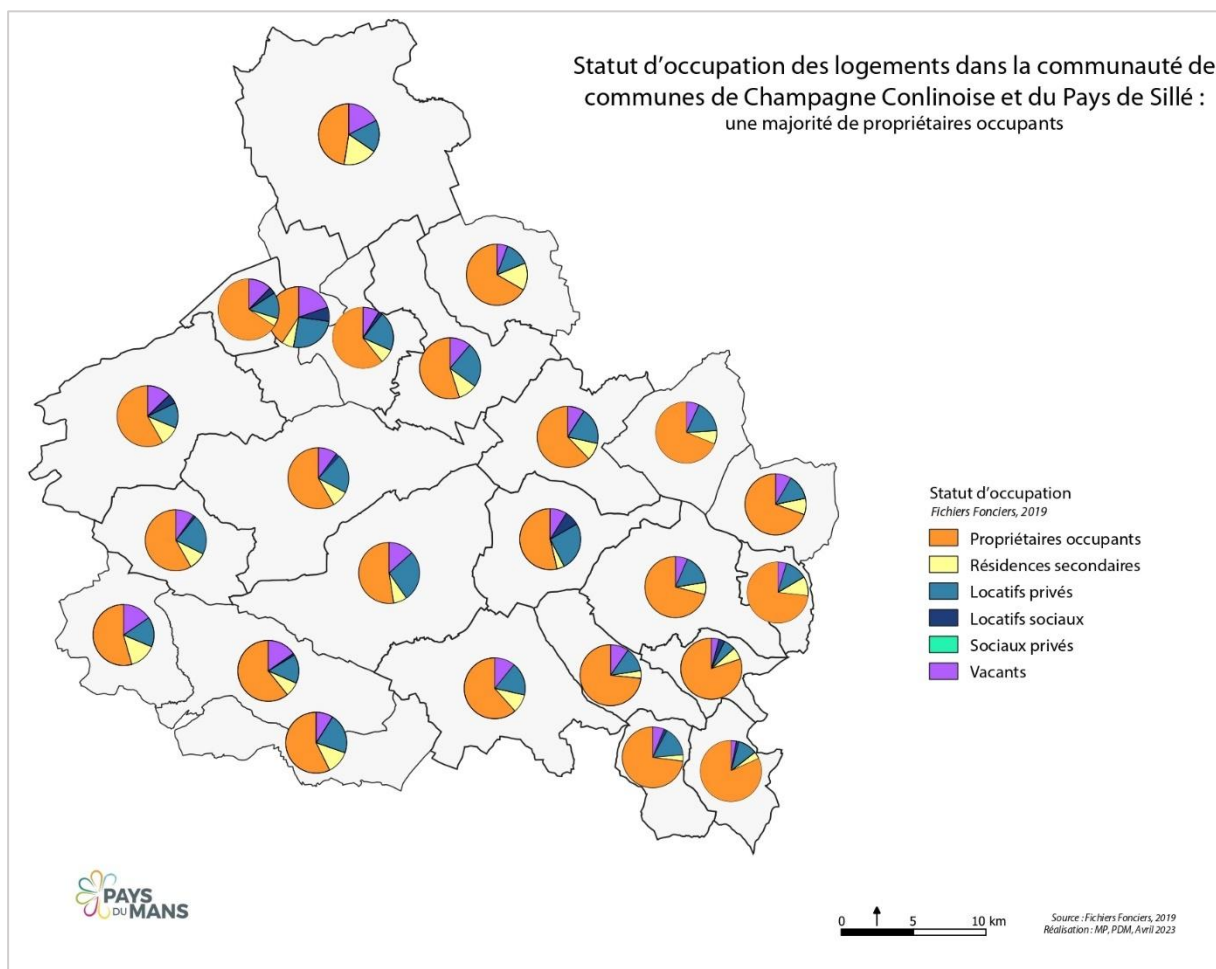 Statut d'occupation des logements dans la communauté de
communes de Champagne Conlinoise et du Pays de Sillé :
une majorité de propriétaires occupants
Statut d'occupation
Fichiers Fonciers, 2019
Propriétaires occupants
Résidences secondaires
Locatifs privés
Locatifs sociaux
Sociaux privés
Vacants
PAYS
DU MANS
0 5 10 km
Source : Fichiers Fonciers, 2019
Réalisation : MP, PDM, Avril 2023